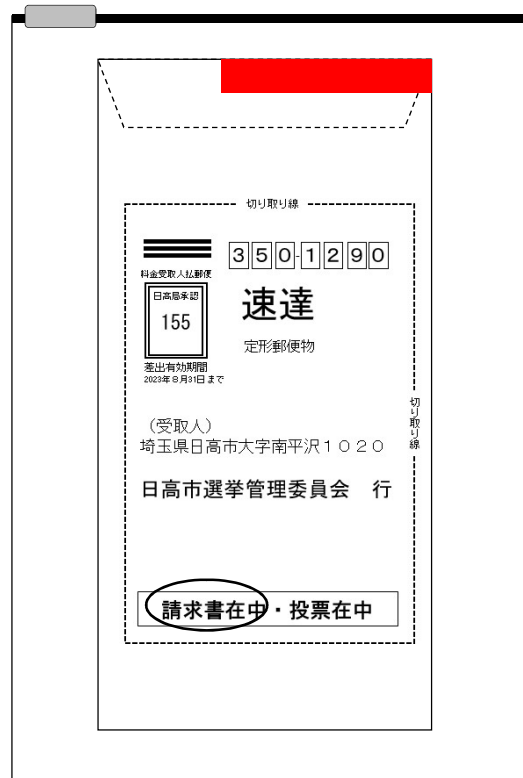 切り取り線
350-1290
料金受取人払郵便
日高局承認
155
速達
定形郵便物
差出有効期間
2023年8月31日まで
切り取り線
（受取人）
埼玉県日高市大字南平沢１０２０
日高市選挙管理委員会　行
請求書在中・投票在中